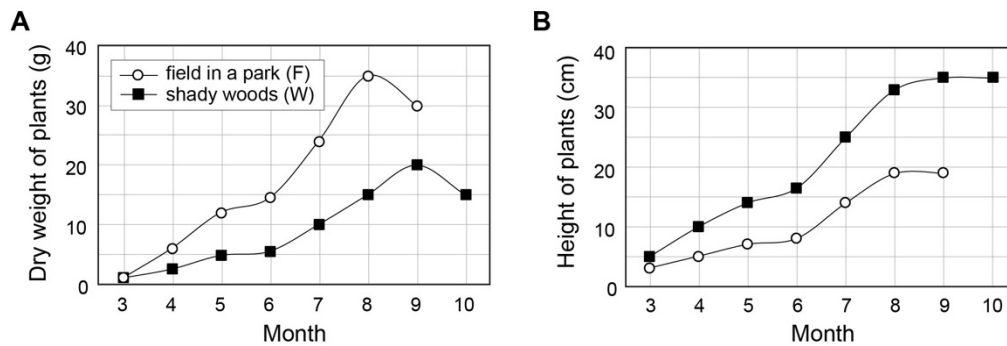 A
Dry weight of plants (g)
40
30
20
10
0
field in a park (F)
shady woods (W)
3 4 5 6 7 8 9 10
Month
B
Height of plants (cm)
40
30
20
10
0
3 4 5 6 7 8 9 10
Month